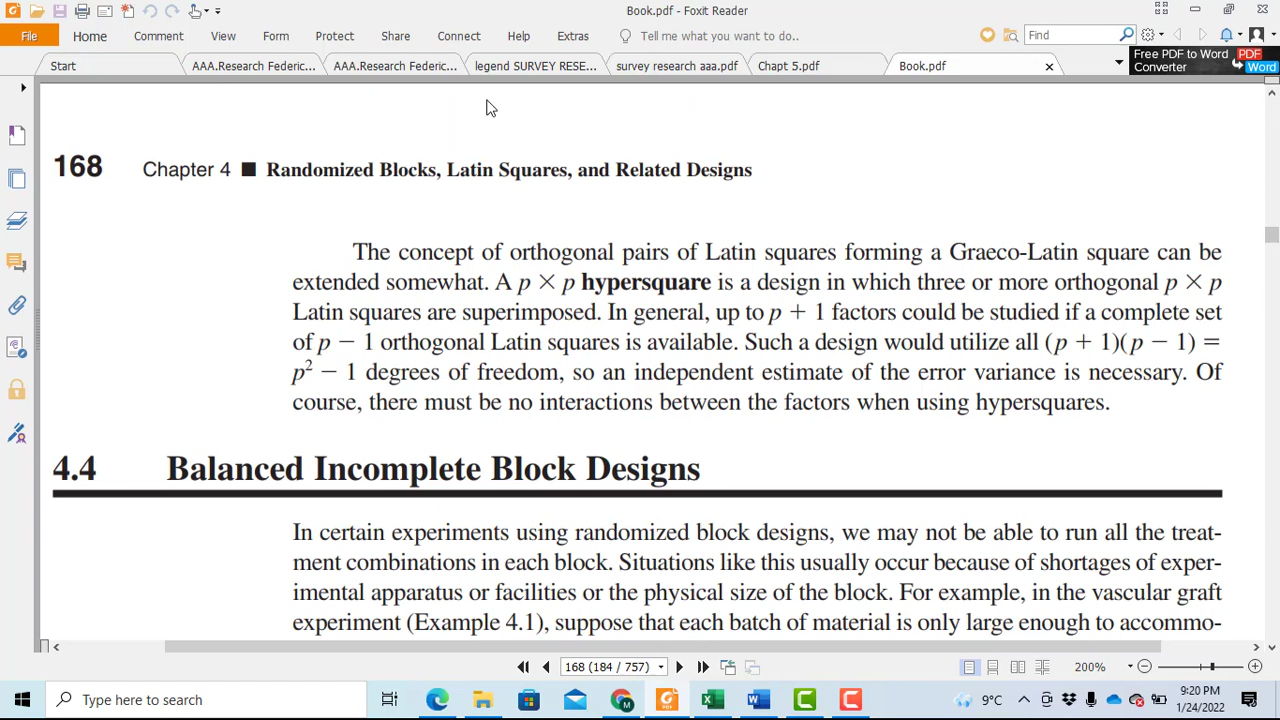 Book.pdf - Foxit Reader
File Home Comment View Form Protect Share Connect Help Extras Tell me what you want to do.. Find
Start AAA.Research Federic... AAA.Research Federic... legend SURVEY RESE... survey research aaa.pdf Chapt 5.pdf Book.pdf
Free PDF to Word Converter PDF Word
168 Chapter 4 ■ Randomized Blocks, Latin Squares, and Related Designs
The concept of orthogonal pairs of Latin squares forming a Graeco-Latin square can be
extended somewhat. A p × p hypersquare is a design in which three or more orthogonal p × p
Latin squares are superimposed. In general, up to p + 1 factors could be studied if a complete set
of p − 1 orthogonal Latin squares is available. Such a design would utilize all (p + 1)(p − 1) =
p² − 1 degrees of freedom, so an independent estimate of the error variance is necessary. Of
course, there must be no interactions between the factors when using hypersquares.
4.4 Balanced Incomplete Block Designs
In certain experiments using randomized block designs, we may not be able to run all the treat-
ment combinations in each block. Situations like this usually occur because of shortages of exper-
imental apparatus or facilities or the physical size of the block. For example, in the vascular graft
experiment (Example 4.1), suppose that each batch of material is only large enough to accommo-
168 (184 / 757) 200%
Type here to search 9°C 9:20 PM
1/24/2022